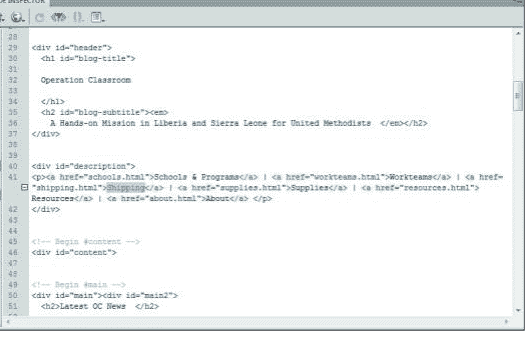 INSPECTOR
28
29 <div id="header">
30 <h1 id="blog-title">
31
32 Operation Classroom
33
34 </h1>
35 <h2 id="blog-subtitle"><em>
36 A Hands-on Mission in Liberia and Sierra Leone for United Methodists </em></h2>
37 </div>
38
39
40 <div id="description">
41 <p><a href="schools.html">Schools & Programs</a> | <a href="workteams.html">Workteams</a> | <a href=
"shipping.html">Shipping</a> | <a href="supplies.html">Supplies</a> | <a href="resources.html">
Resources</a> | <a href="about.html">About</a> </p>
42 </div>
43
44
45 <!-- Begin #content -->
46 <div id="content">
47
48
49 <!-- Begin #main -->
50 <div id="main"><div id="main2">
51 <h2>Latest OC News </h2>